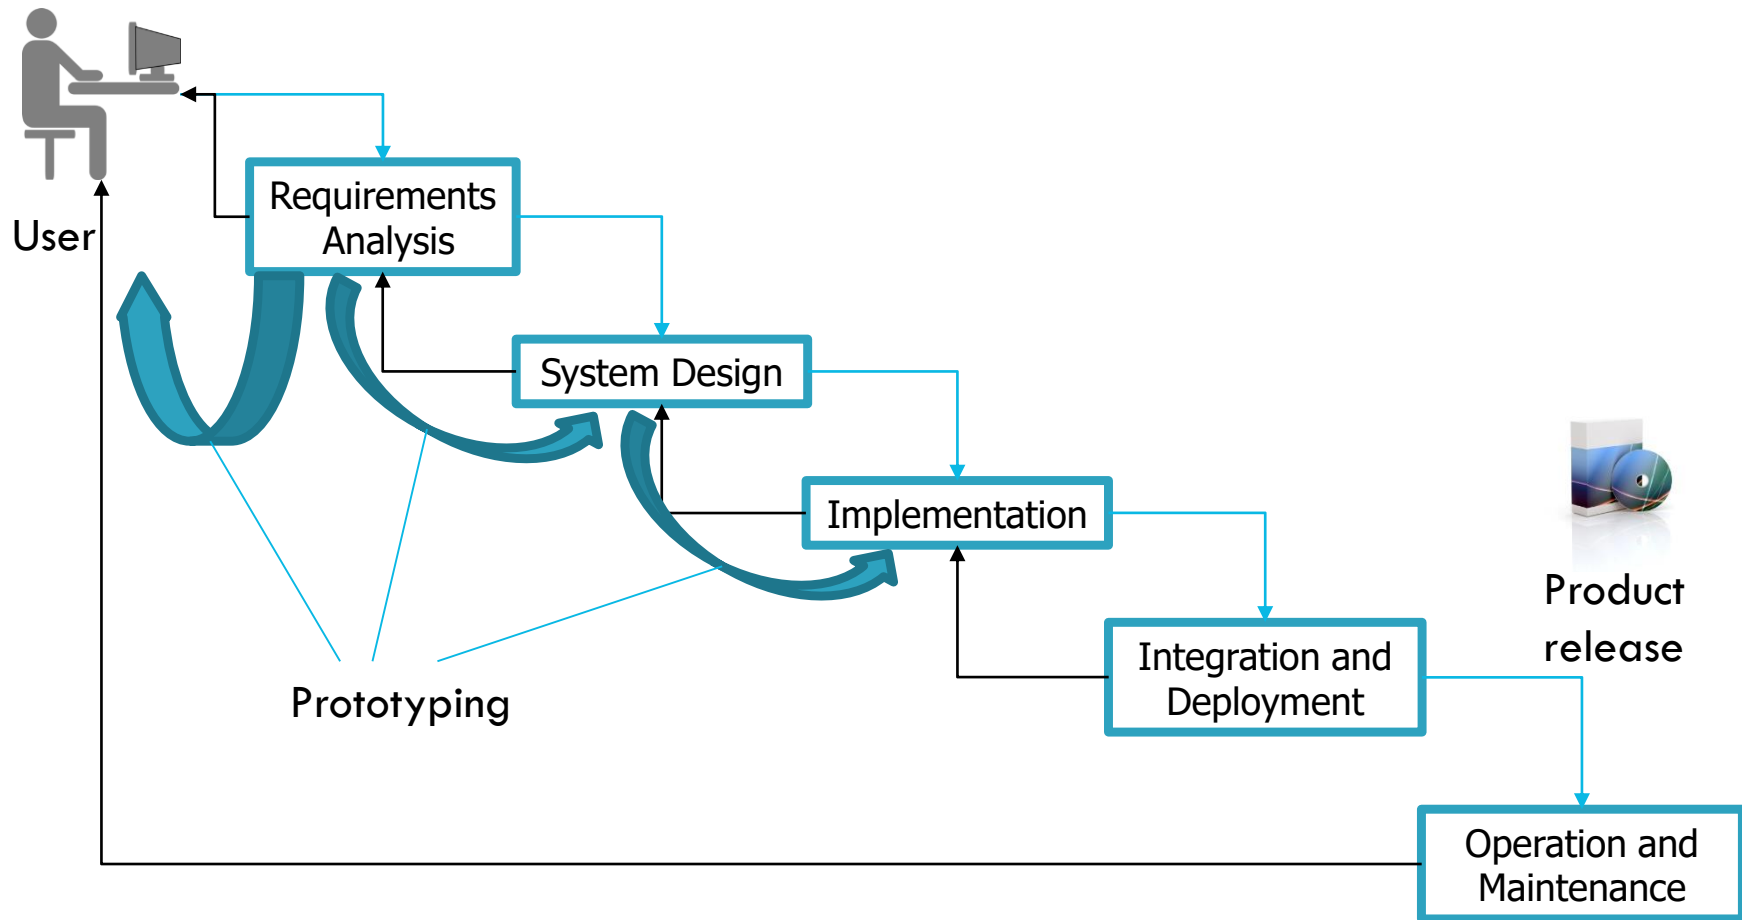 User
Requirements
Analysis
System Design
Implementation
Product
release
Integration and
Deployment
Prototyping
Operation and
Maintenance